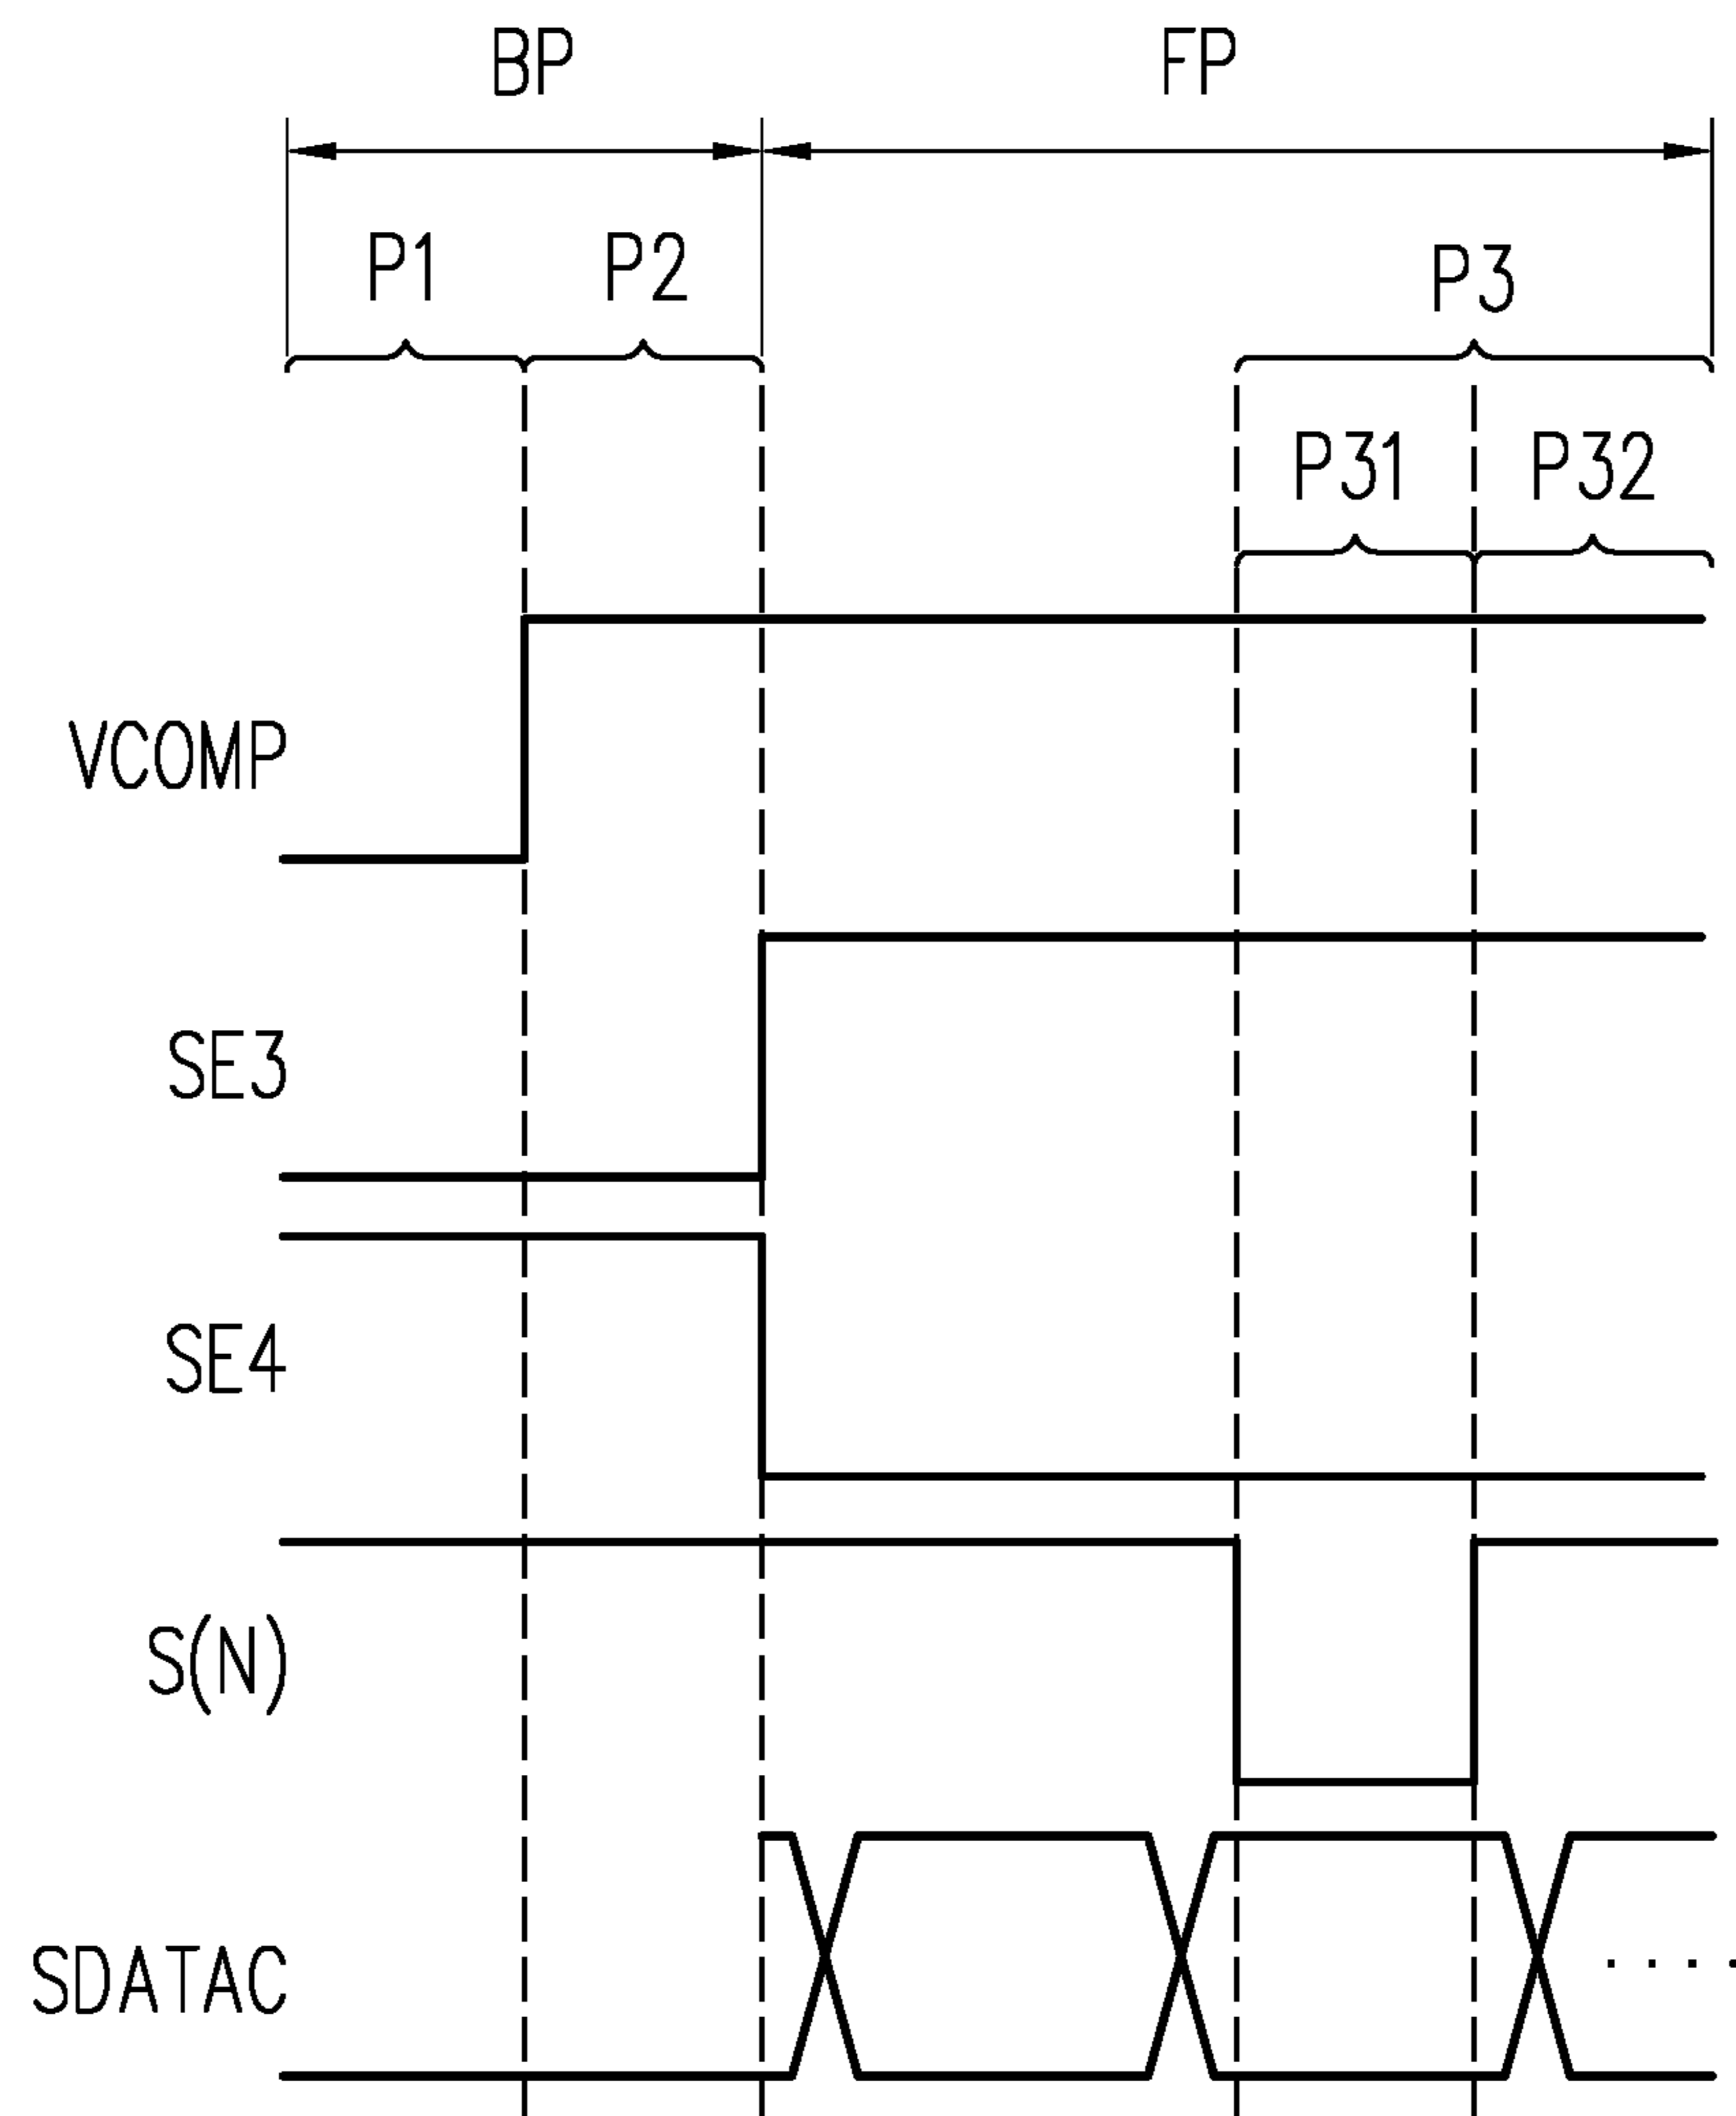 BP FP
P1 P2 P3
P31 P32
VCOMP
SE3
SE4
S(N)
SDATAC
....